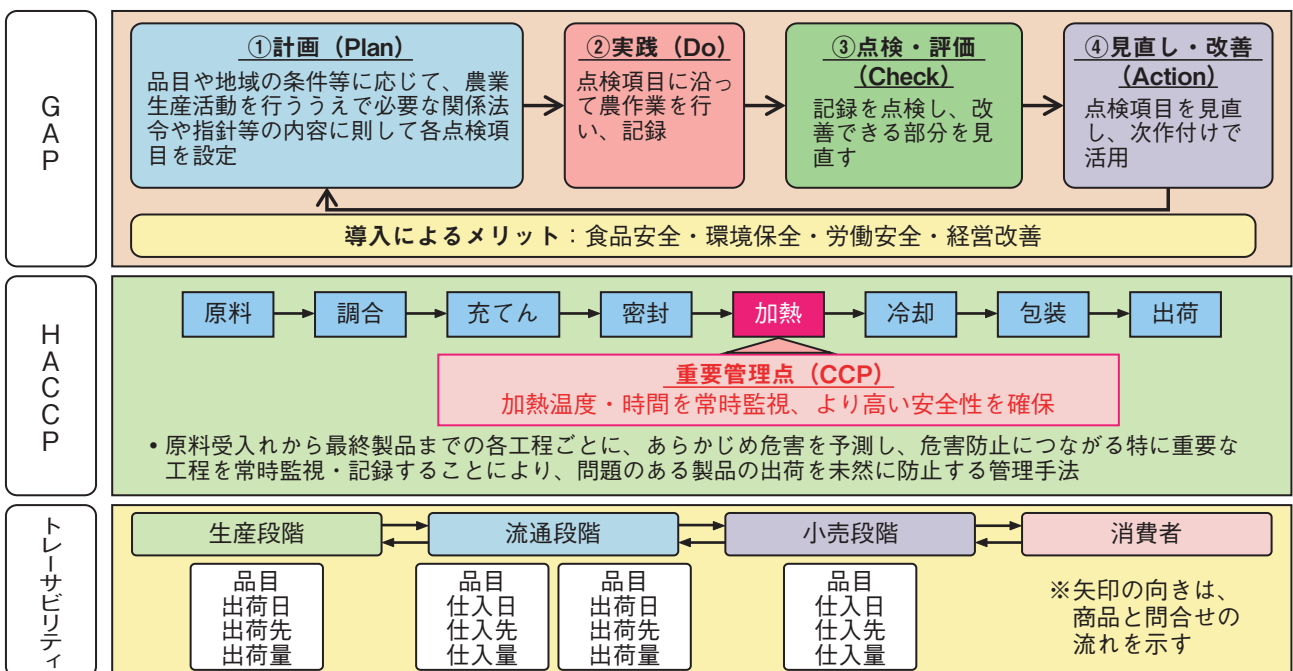 GAP
①計画（Plan）
品目や地域の条件等に応じて、農業
生産活動を行ううえで必要な関係法
令や指針等の内容に則して各点検項
目を設定
②実践（Do）
点検項目に沿っ
て農作業を行
い、記録
③点検・評価
（Check）
記録を点検し、改
善できる部分を見
直す
④見直し・改善
（Action）
点検項目を見直
し、次作付けで
活用
導入によるメリット：食品安全・環境保全・労働安全・経営改善
HACCP
原料
調合
充てん
密封
加熱
冷却
包装
出荷
重要管理点（CCP）
加熱温度・時間を常時監視、より高い安全性を確保
•原料受入れから最終製品までの各工程ごとに、あらかじめ危害を予測し、危害防止につながる特に重要な
工程を常時監視・記録することにより、問題のある製品の出荷を未然に防止する管理手法
トレーサビリティ
生産段階
流通段階
小売段階
消費者
品目
出荷日
出荷先
出荷量
品目
仕入日
仕入先
仕入量
品目
出荷日
出荷先
出荷量
品目
仕入日
仕入先
仕入量
※矢印の向きは、
商品と問合せの
流れを示す